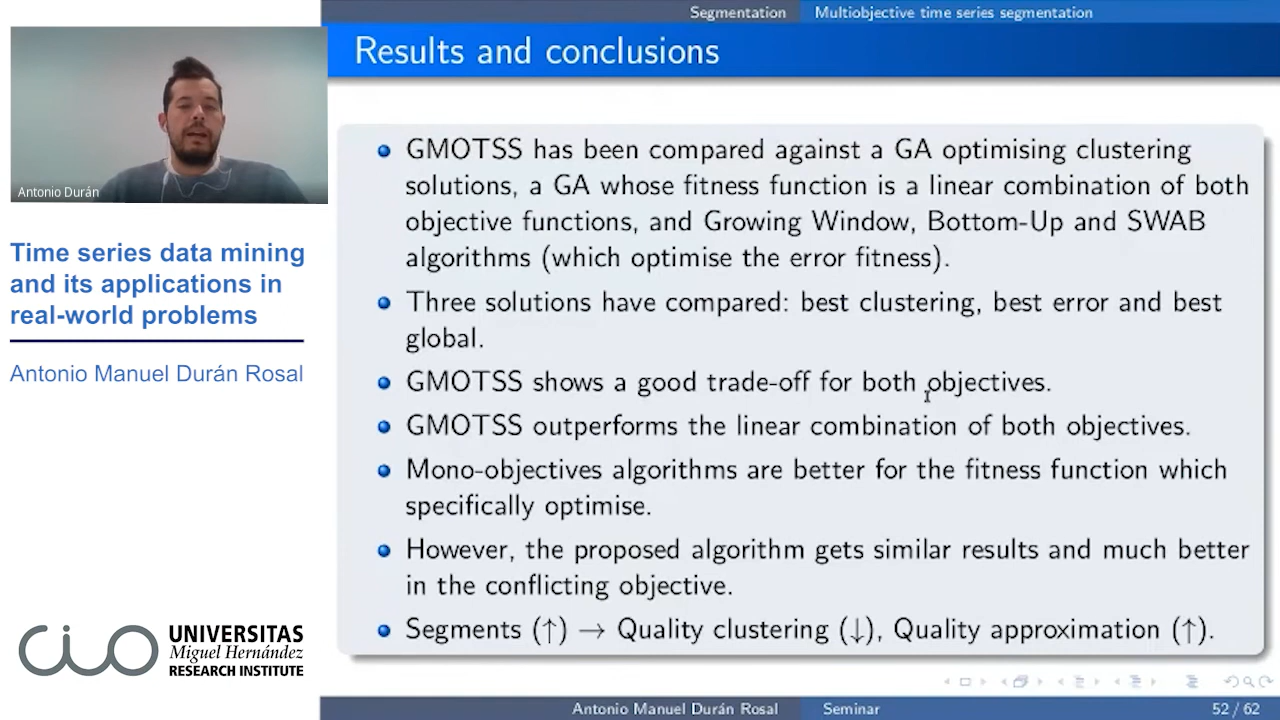 Segmentation Multiobjective time series segmentation
Results and conclusions
Antonio Durán
Time series data mining
and its applications in
real-world problems
Antonio Manuel Durán Rosal
GMOTSS has been compared against a GA optimising clustering
solutions, a GA whose fitness function is a linear combination of both
objective functions, and Growing Window, Bottom-Up and SWAB
algorithms (which optimise the error fitness).
Three solutions have compared: best clustering, best error and best
global.
GMOTSS shows a good trade-off for both objectives.
GMOTSS outperforms the linear combination of both objectives.
Mono-objectives algorithms are better for the fitness function which
specifically optimise.
However, the proposed algorithm gets similar results and much better
in the conflicting objective.
Segments (↑) → Quality clustering (↓), Quality approximation (↑).
CIO
UNIVERSITAS
Miguel Hernández
RESEARCH INSTITUTE
Antonio Manuel Durán Rosal Seminar 52 / 62